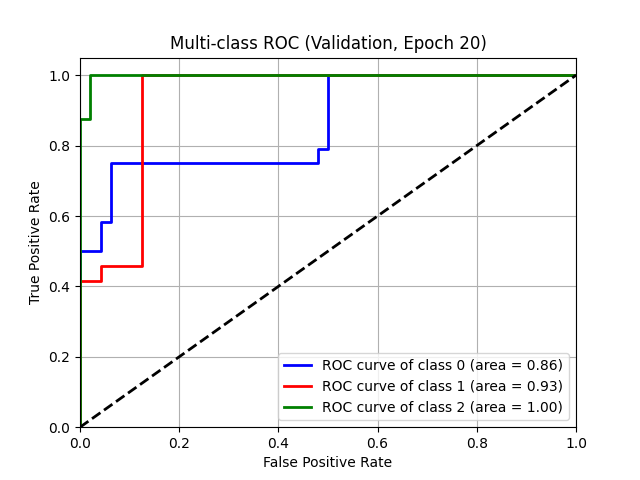 Multi-class ROC (Validation, Epoch 20)
True Positive Rate
1.0
0.8
0.6
0.4
0.2
0.0
ROC curve of class 0 (area = 0.86)
ROC curve of class 1 (area = 0.93)
ROC curve of class 2 (area = 1.00)
0.0 0.2 0.4 0.6 0.8 1.0
False Positive Rate